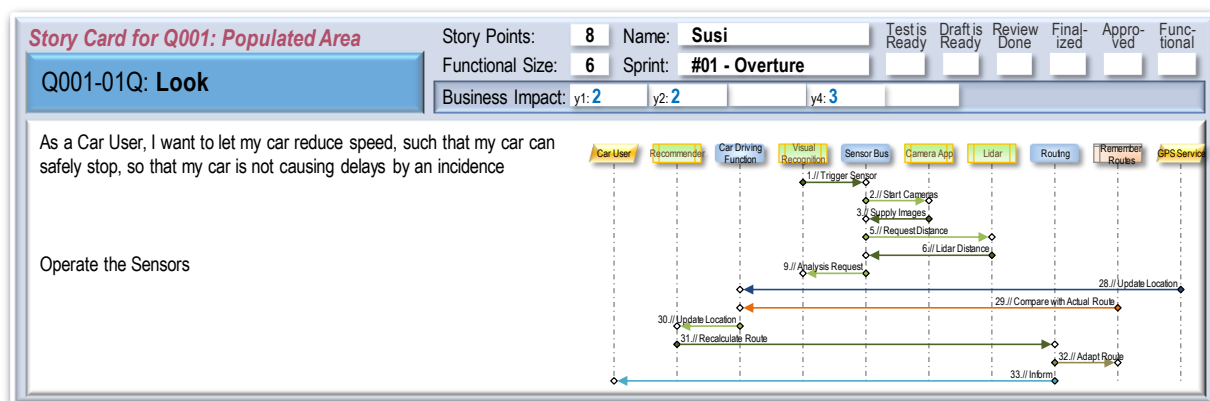 Story Card for Q001: Populated Area
Q001-01Q: Look
Story Points: 8 Name: Susi
Functional Size: 6 Sprint: #01 - Overture
Business Impact: y1: 2 y2: 2 y4: 3
Test is Ready
Draft is Ready
Review Done
Final-ized
Appro-ved
Func-tional
As a Car User, I want to let my car reduce speed, such that my car can
safely stop, so that my car is not causing delays by an incidence
Operate the Sensors
Car User
Recommender
Car Driving
Function
Visual
Recognition
Sensor Bus
Camera App
Lidar
Routing
Remember
Routes
GPS Service
1.// Trigger Sensor
2.// Start Cameras
3.// Supply Images
5.// Request Distance
6.// Lidar Distance
9.// Analysis Request
28.// Update Location
29.// Compare with Actual Route
30.// Update Location
31.// Recalculate Route
32.// Adapt Route
33.// Inform